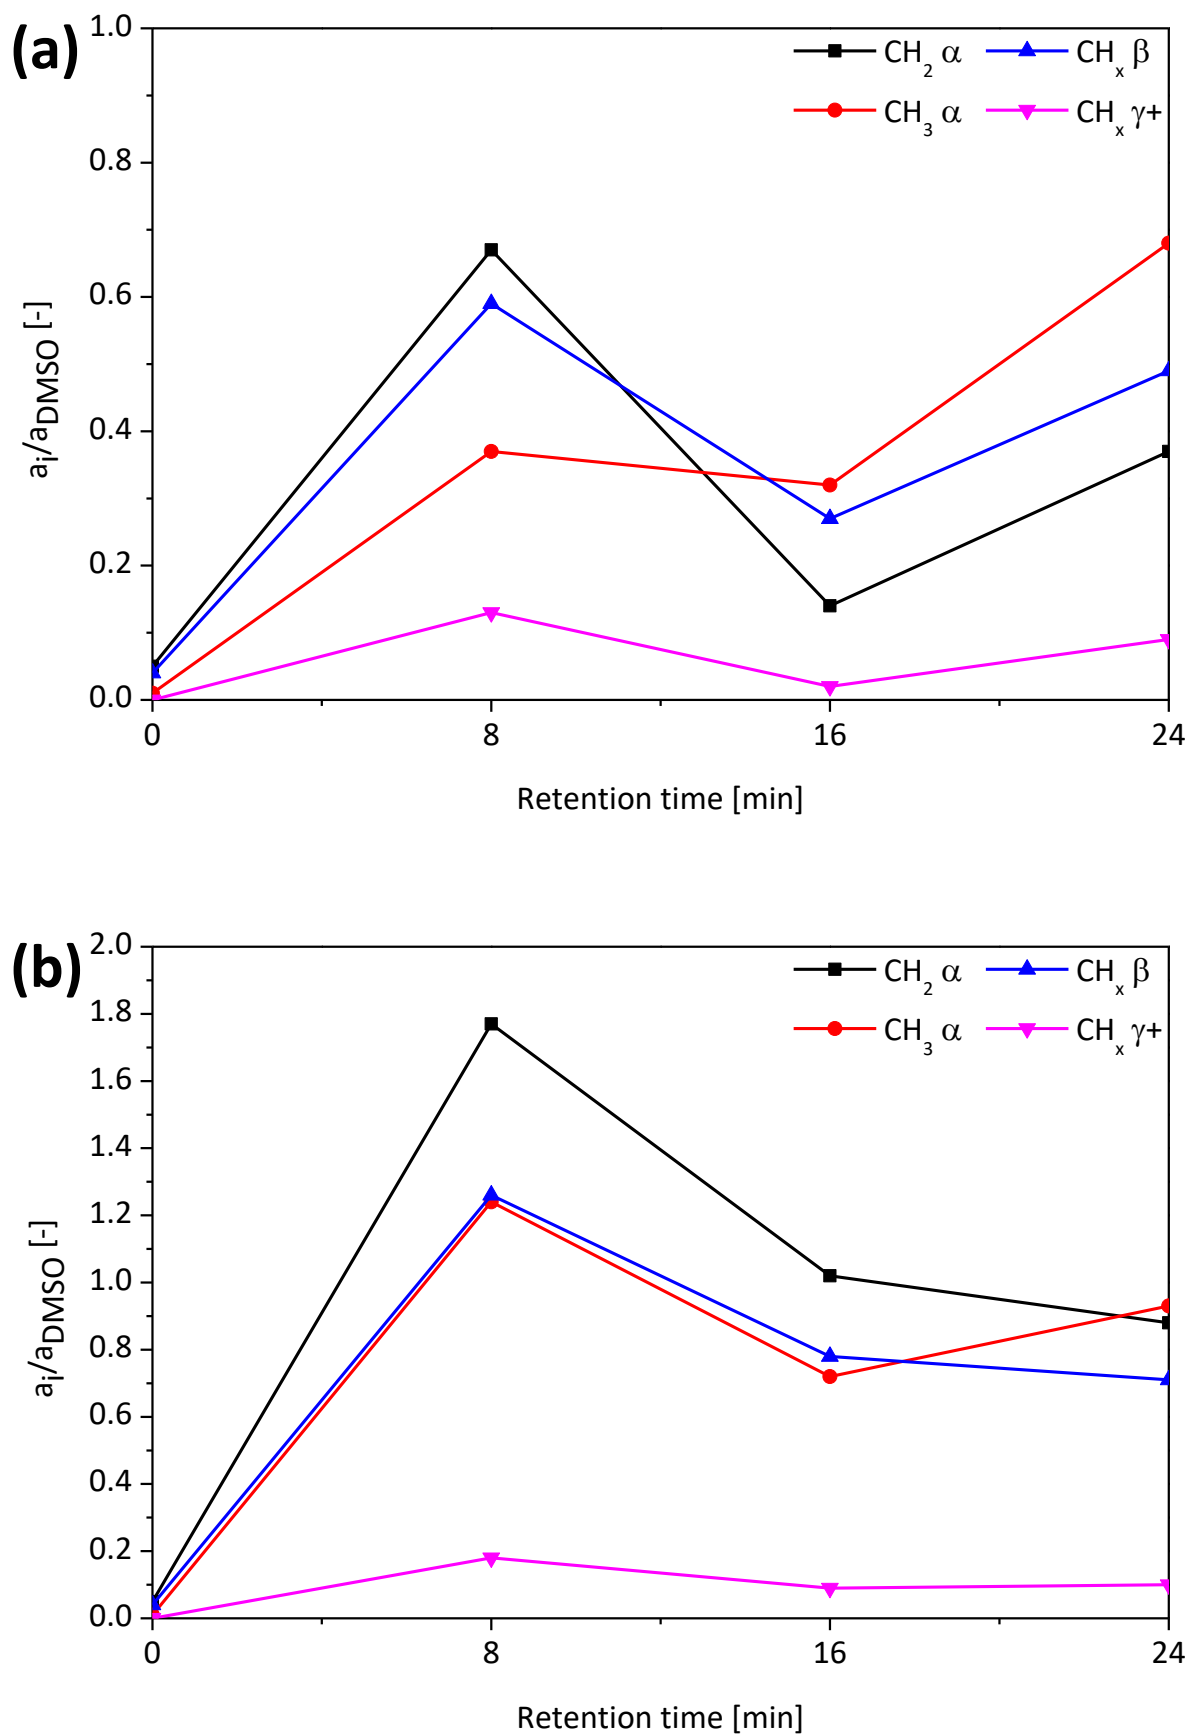 (a)
CH2 α CHx β
CH3 α CHx γ+
1.0
0.8
0.6
0.4
0.2
0.0
ai/aDMSO [-]
0 8 16 24
Retention time [min]
(b)
CH2 α CHx β
CH3 α CHx γ+
2.0
1.8
1.6
1.4
1.2
1.0
0.8
0.6
0.4
0.2
0.0
ai/aDMSO [-]
0 8 16 24
Retention time [min]